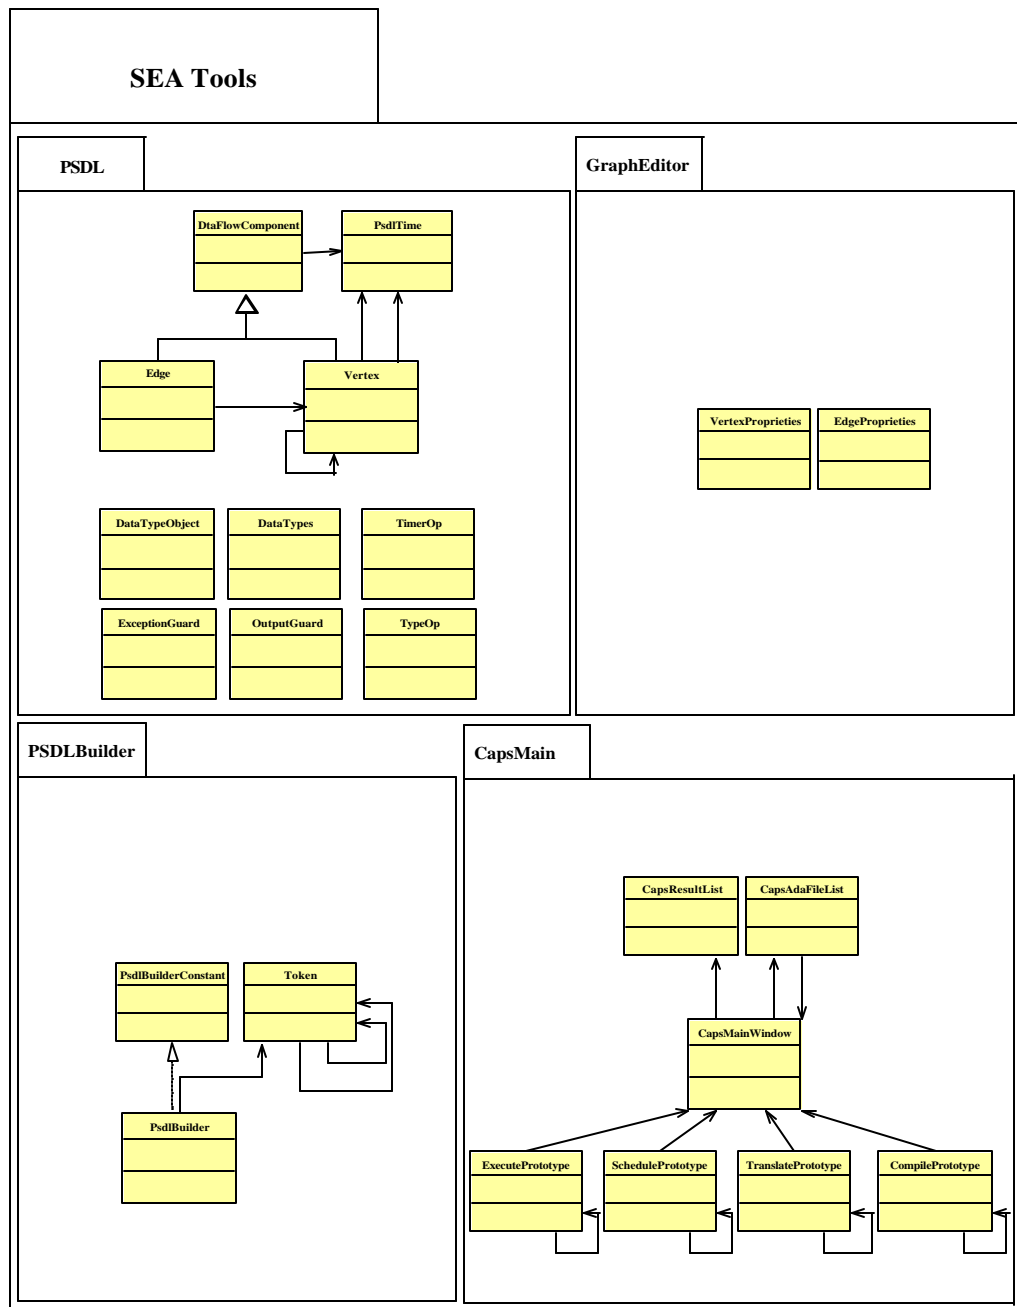 SEA Tools
PSDL
GraphEditor
DtaFlowComponent
PsdlTime
Edge
Vertex
VertexProprieties
EdgeProprieties
DataTypeObject
DataTypes
TimerOp
ExceptionGuard
OutputGuard
TypeOp
PSDLBuilder
CapsMain
CapsResultList
CapsAdaFileList
PsdlBuilderConstant
Token
CapsMainWindow
PsdlBuilder
ExecutePrototype
SchedulePrototype
TranslatePrototype
CompilePrototype